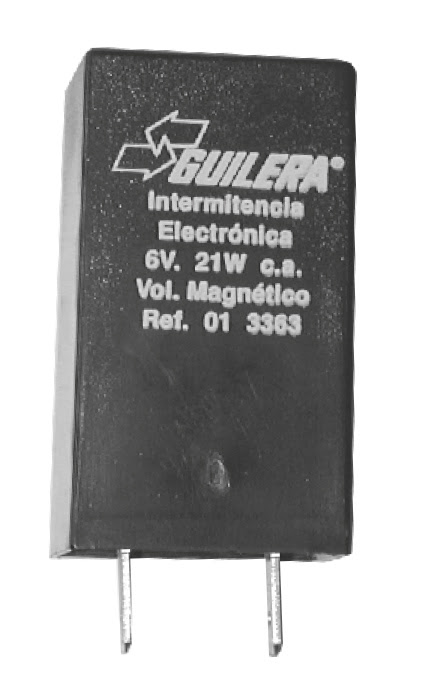 GUILERA®
Intermitencia
Electrónica
6V. 21W c.a.
Vol. Magnético
Ref. 01 3363